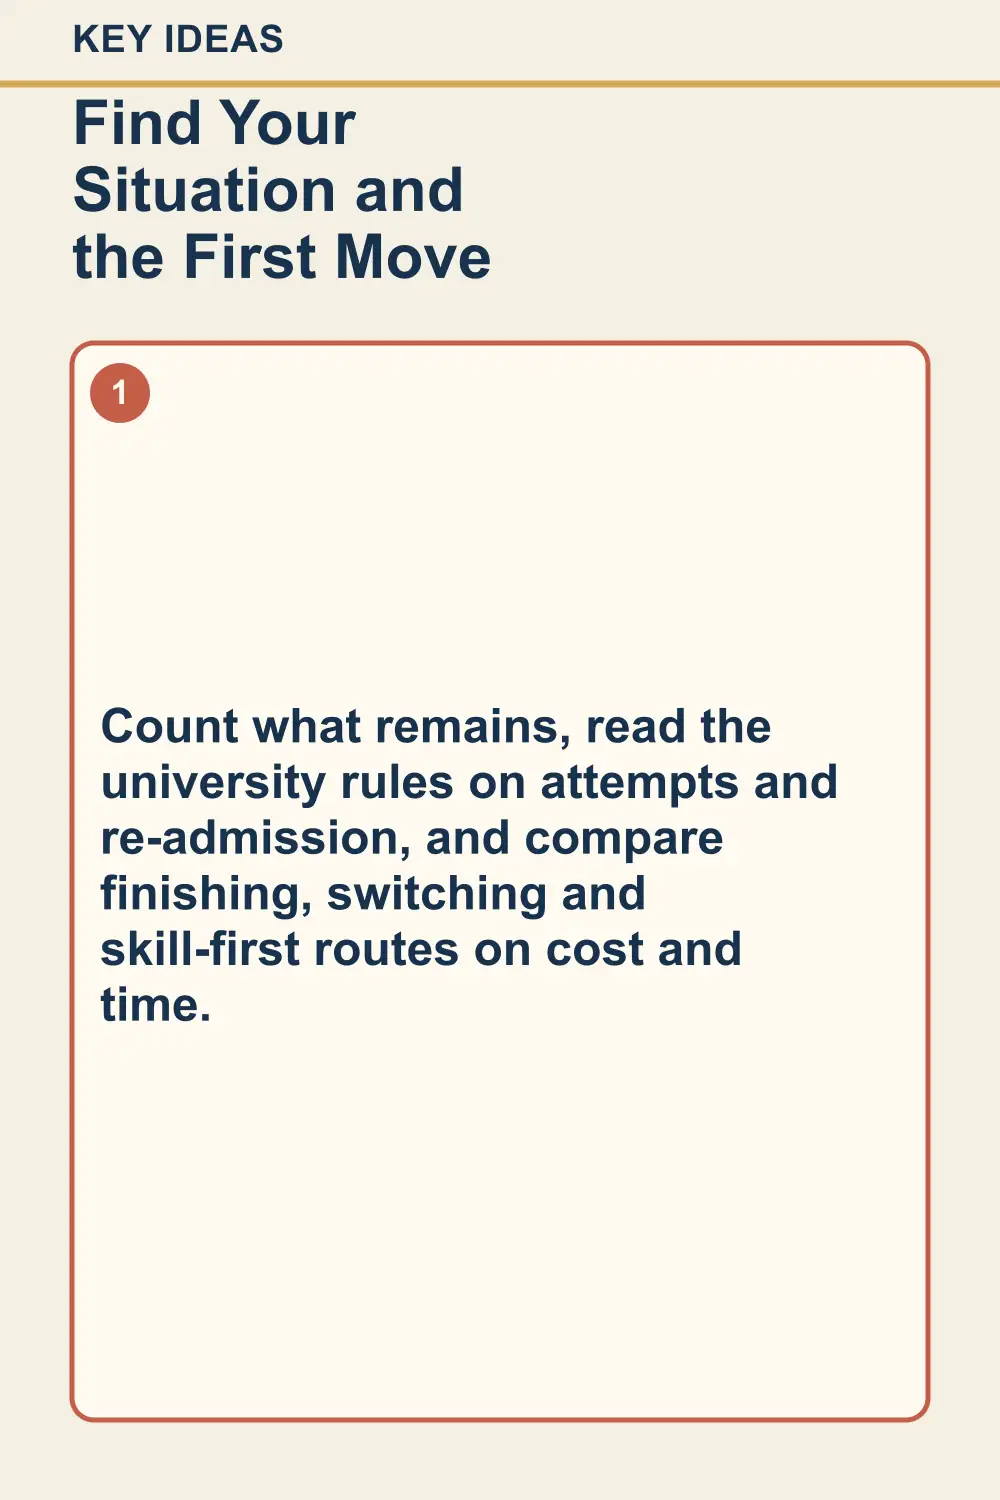 KEY IDEAS
Find Your
Situation and
the First Move
1
Count what remains, read the
university rules on attempts and
re-admission, and compare
finishing, switching and
skill-first routes on cost and
time.